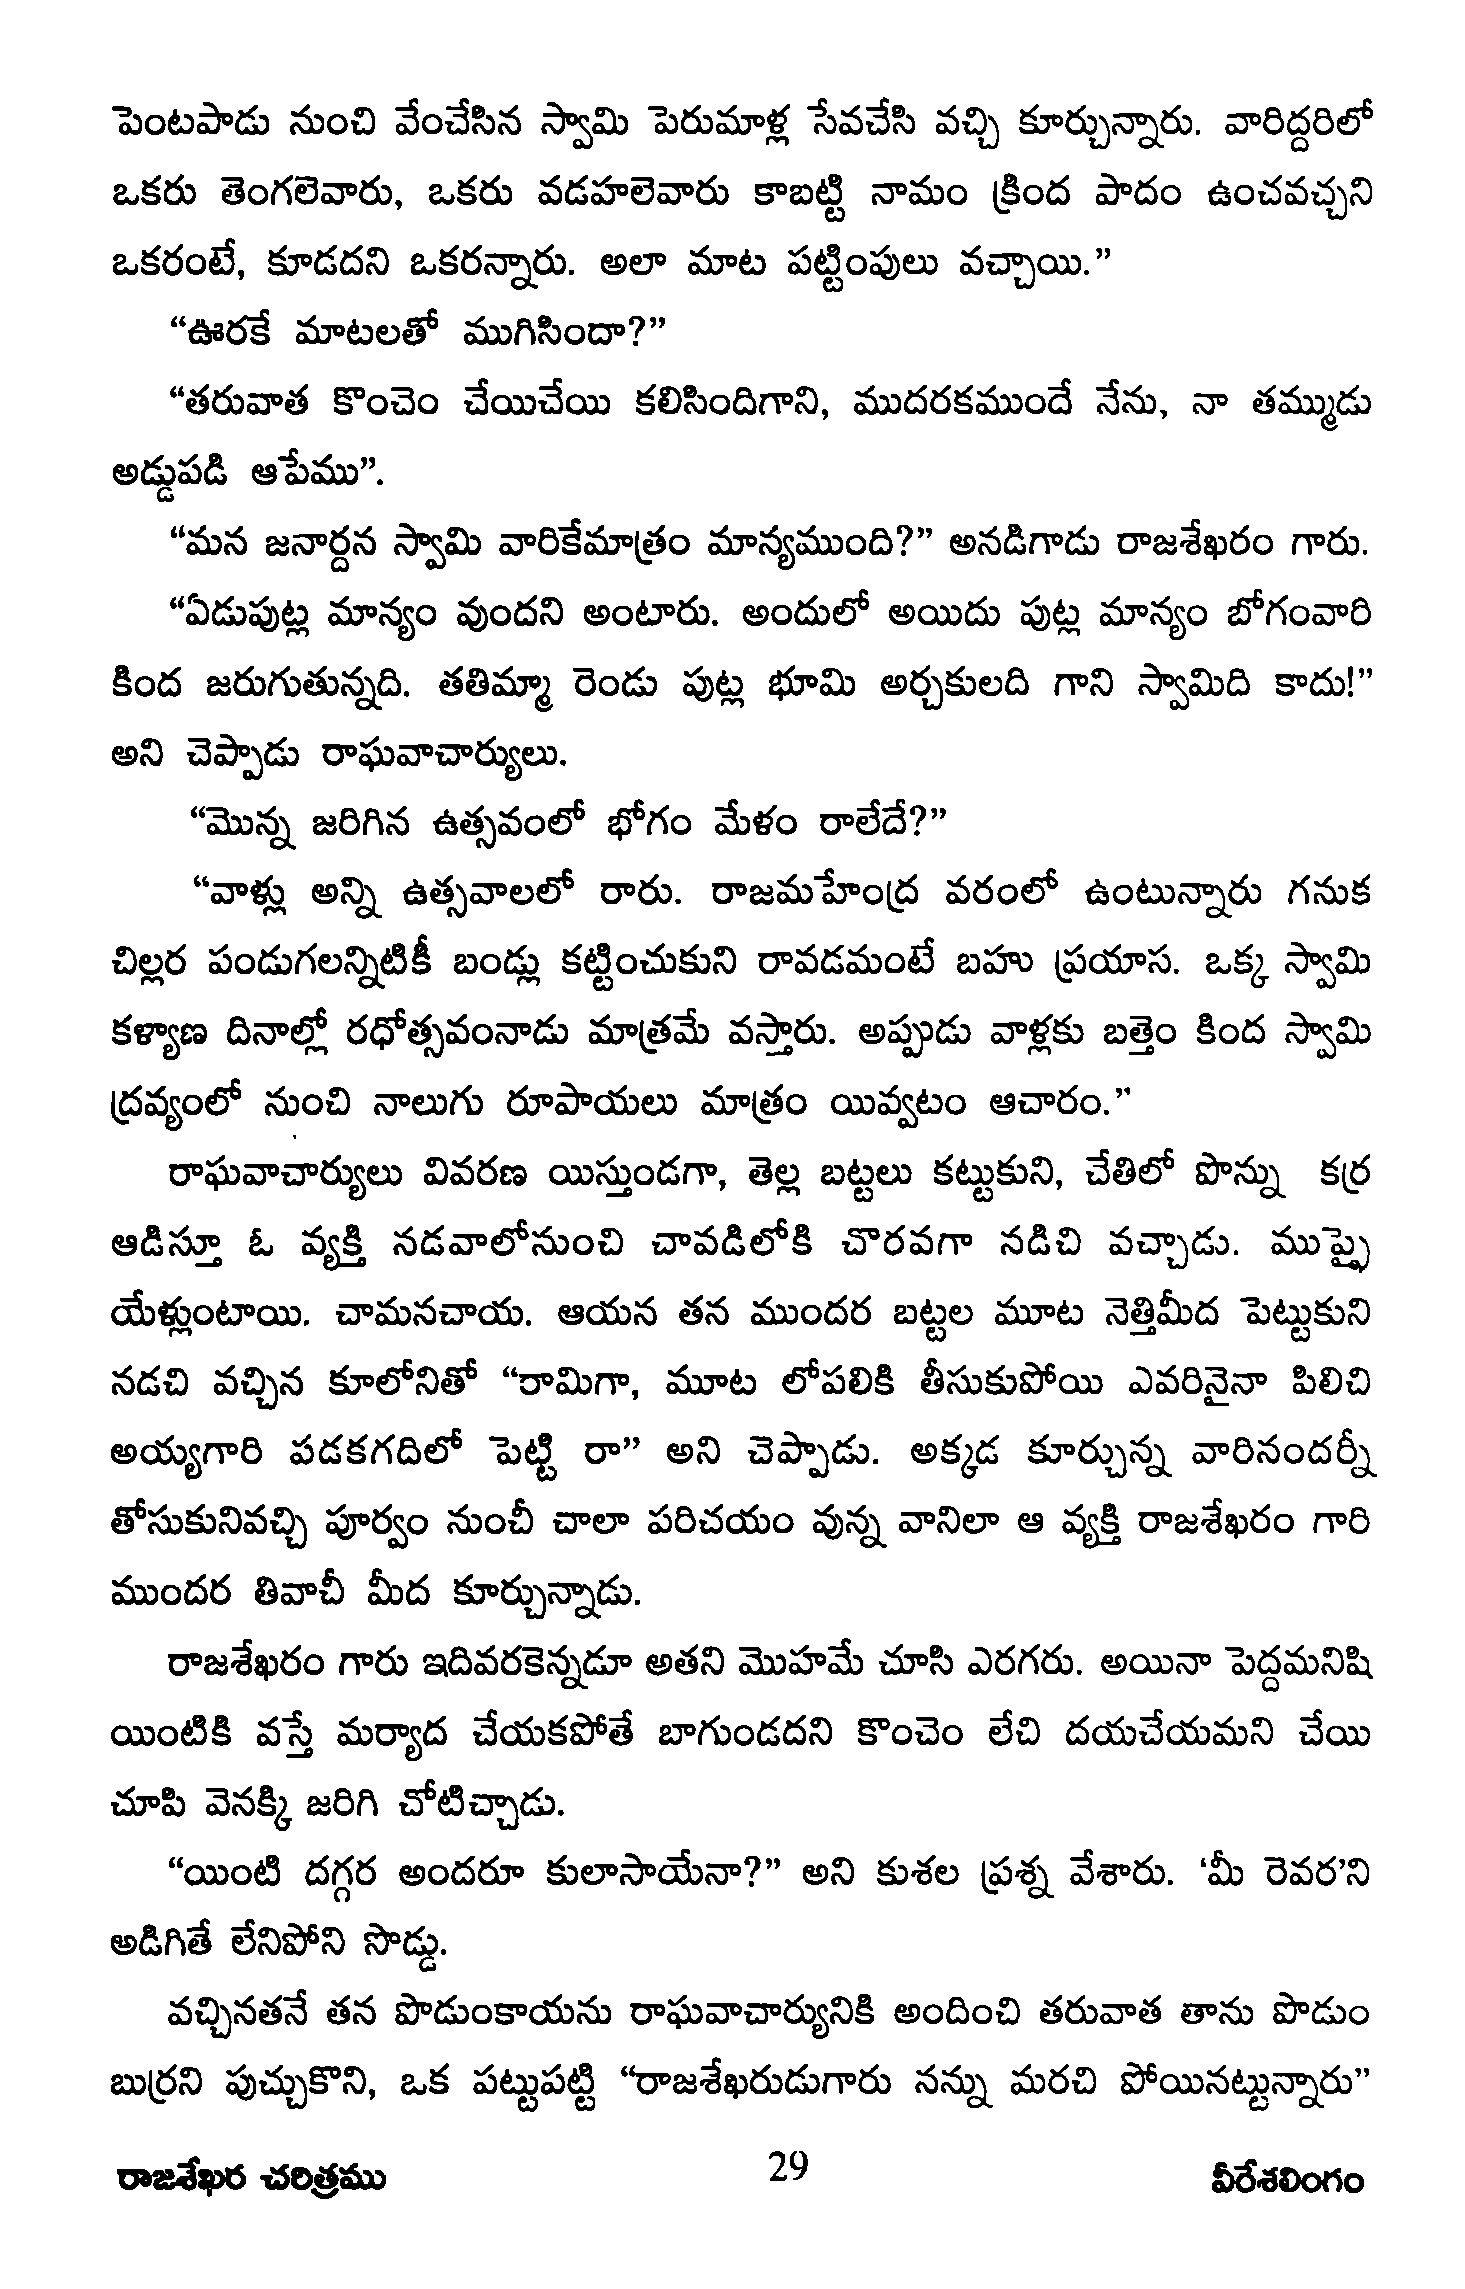 పెంటపాడు నుంచి వేంచేసిన స్వామి పెరుమాళ్ల సేవచేసి వచ్చి కూర్చున్నారు. వారిద్దరిలో
ఒకరు తెంగలెవారు, ఒకరు వడహలెవారు కాబట్టి నామం క్రింద పాదం ఉంచవచ్చని
ఒకరంటే, కూడదని ఒకరన్నారు. అలా మాట పట్టింపులు వచ్చాయి.”
“ఊరకే మాటలతో ముగిసిందా?”
“తరువాత కొంచెం చేయిచేయి కలిసిందిగాని, ముదరకముందే నేను, నా తమ్ముడు
అడ్డుపడి ఆపేము”.
“మన జనార్దన స్వామి వారికేమాత్రం మాన్యముంది?” అనడిగాడు రాజశేఖరం గారు.
“ఏడుపుట్ల మాన్యం వుందని అంటారు. అందులో అయిదు పుట్ల మాన్యం బోగంవారి
కింద జరుగుతున్నది. తతిమ్మా రెండు పుట్ల భూమి అర్చకులది గాని స్వామిది కాదు!”
అని చెప్పాడు రాఘవాచార్యులు.
“మొన్న జరిగిన ఉత్సవంలో భోగం మేళం రాలేదే?”
“వాళ్లు అన్ని ఉత్సవాలలో రారు. రాజమహేంద్ర వరంలో ఉంటున్నారు గనుక
చిల్లర పండుగలన్నిటికీ బండ్లు కట్టించుకుని రావడమంటే బహు ప్రయాస. ఒక్క స్వామి
కళ్యాణ దినాల్లో రధోత్సవంనాడు మాత్రమే వస్తారు. అప్పుడు వాళ్లకు బత్తెం కింద స్వామి
ద్రవ్యంలో నుంచి నాలుగు రూపాయలు మాత్రం యివ్వటం ఆచారం.”
రాఘవాచార్యులు వివరణ యిస్తుండగా, తెల్ల బట్టలు కట్టుకుని, చేతిలో పొన్ను కర్ర
ఆడిస్తూ ఓ వ్యక్తి నడవాలోనుంచి చావడిలోకి చొరవగా నడిచి వచ్చాడు. ముప్ఫై
యేళ్లుంటాయి. చామనచాయ. ఆయన తన ముందర బట్టల మూట నెత్తిమీద పెట్టుకుని
నడచి వచ్చిన కూలోనితో “రామిగా, మూట లోపలికి తీసుకుపోయి ఎవరినైనా పిలిచి
అయ్యగారి పడకగదిలో పెట్టి రా” అని చెప్పాడు. అక్కడ కూర్చున్న వారినందర్నీ
తోసుకునివచ్చి పూర్వం నుంచీ చాలా పరిచయం వున్న వానిలా ఆ వ్యక్తి రాజశేఖరం గారి
ముందర తివాచీ మీద కూర్చున్నాడు.
రాజశేఖరం గారు ఇదివరకెన్నడూ అతని మొహమే చూసి ఎరగరు. అయినా పెద్దమనిషి
యింటికి వస్తే మర్యాద చేయకపోతే బాగుండదని కొంచెం లేచి దయచేయమని చేయి
చూపి వెనక్కి జరిగి చోటిచ్చాడు.
“యింటి దగ్గర అందరూ కులాసాయేనా?” అని కుశల ప్రశ్న వేశారు. ‘మీ రెవర’ని
అడిగితే లేనిపోని సొడ్డు.
వచ్చినతనే తన పొడుంకాయను రాఘవాచార్యునికి అందించి తరువాత తాను పొడుం
బుర్రని పుచ్చుకొని, ఒక పట్టుపట్టి “రాజశేఖరుడుగారు నన్ను మరచి పోయినట్టున్నారు”
రాజశేఖర చరిత్రము 29 వీరేశలింగం